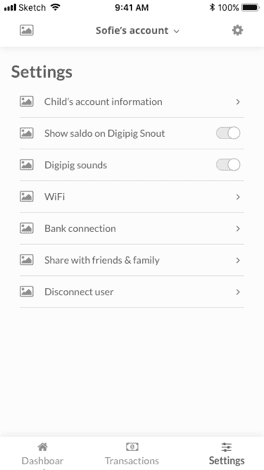 Sketch 9:41 AM 100%
Sofie's account
Settings
Child's account information
Show saldo on Digipig Snout
Digipig sounds
WiFi
Bank connection
Share with friends & family
Disconnect user
Dashboar Transactions Settings